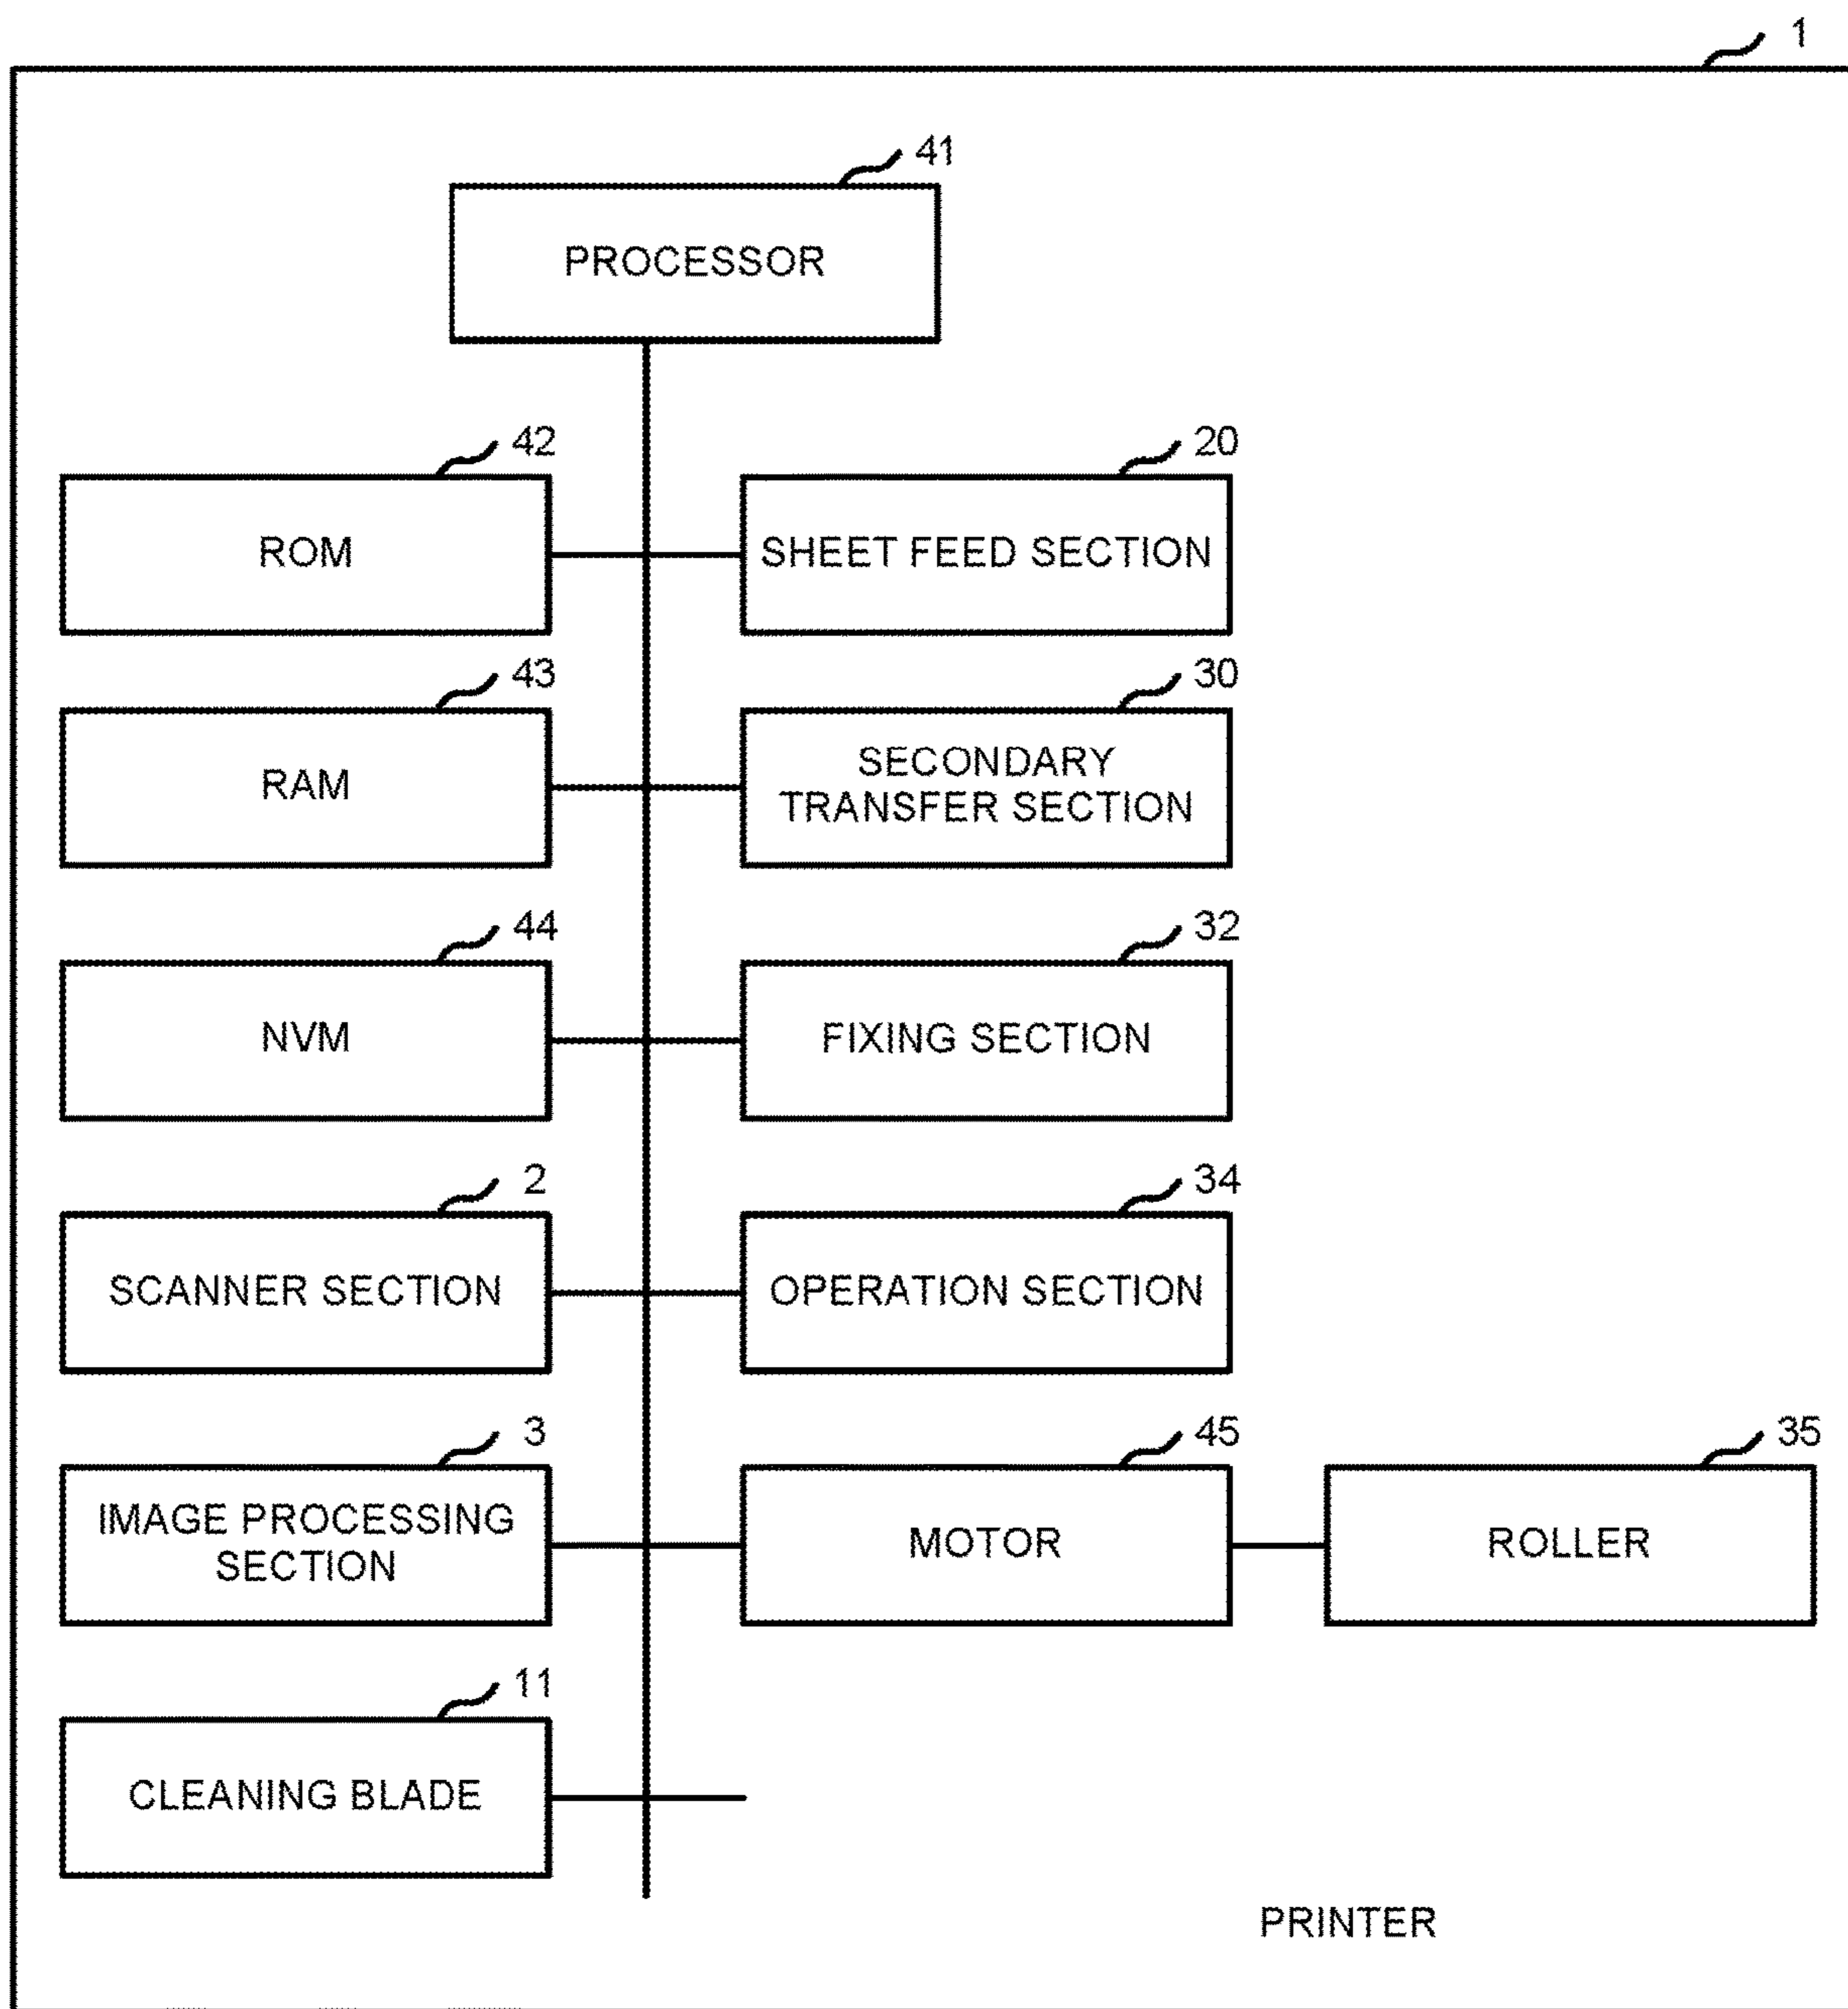 1
41
PROCESSOR
42
ROM
20
SHEET FEED SECTION
43
RAM
30
SECONDARY
TRANSFER SECTION
44
NVM
32
FIXING SECTION
2
SCANNER SECTION
34
OPERATION SECTION
3
IMAGE PROCESSING
SECTION
45
MOTOR
35
ROLLER
11
CLEANING BLADE
PRINTER